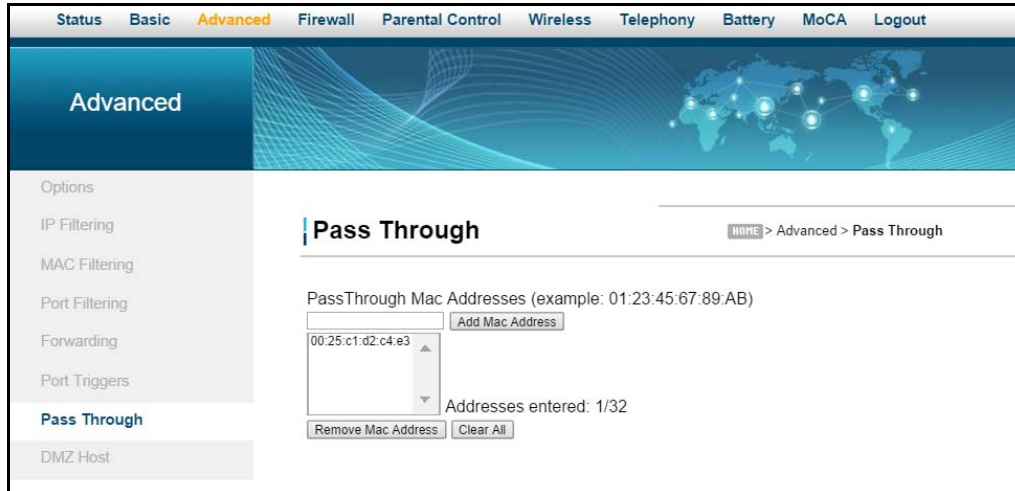 Status Basic Advanced Firewall Parental Control Wireless Telephony Battery MoCA Logout
Advanced
Options
IP Filtering
MAC Filtering
Port Filtering
Forwarding
Port Triggers
Pass Through
DMZ Host
Pass Through
HOME > Advanced > Pass Through
PassThrough Mac Addresses (example: 01:23:45:67:89:AB)
Add Mac Address
00:25:c1:d2:c4:e3
Addresses entered: 1/32
Remove Mac Address Clear All